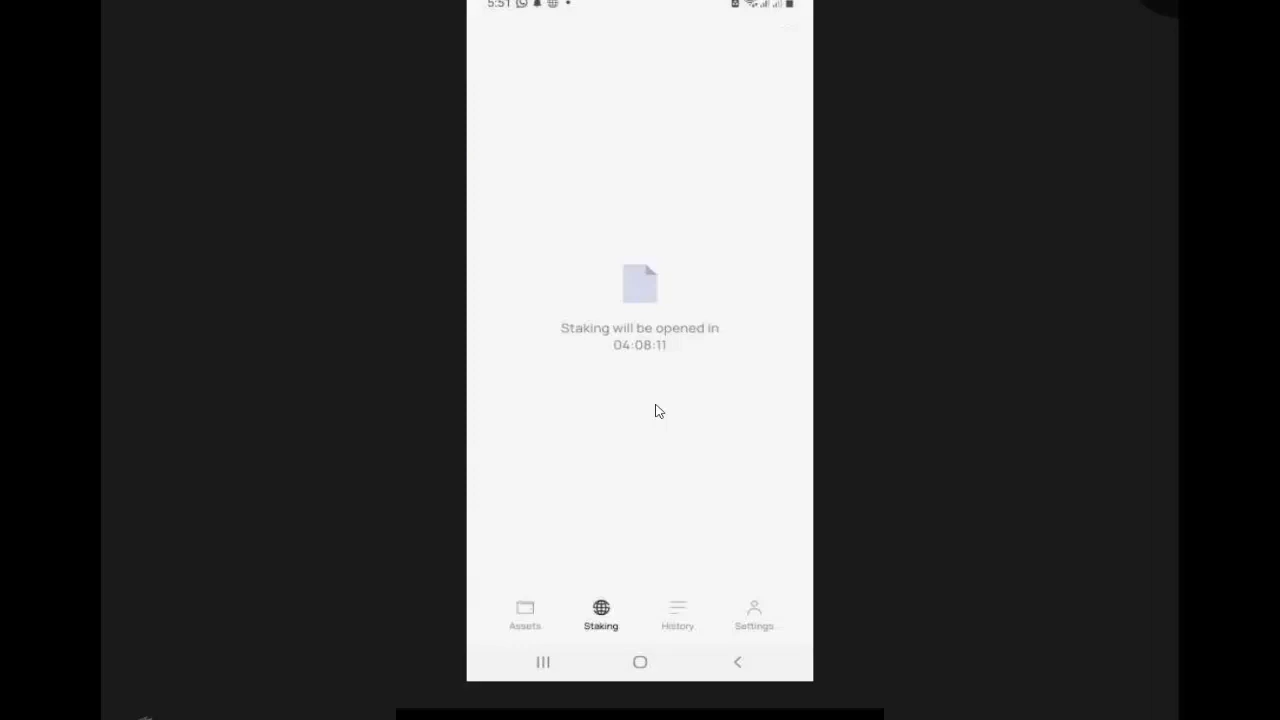 5:51
Staking will be opened in
04:08:11
Assets
Staking
History
Settings